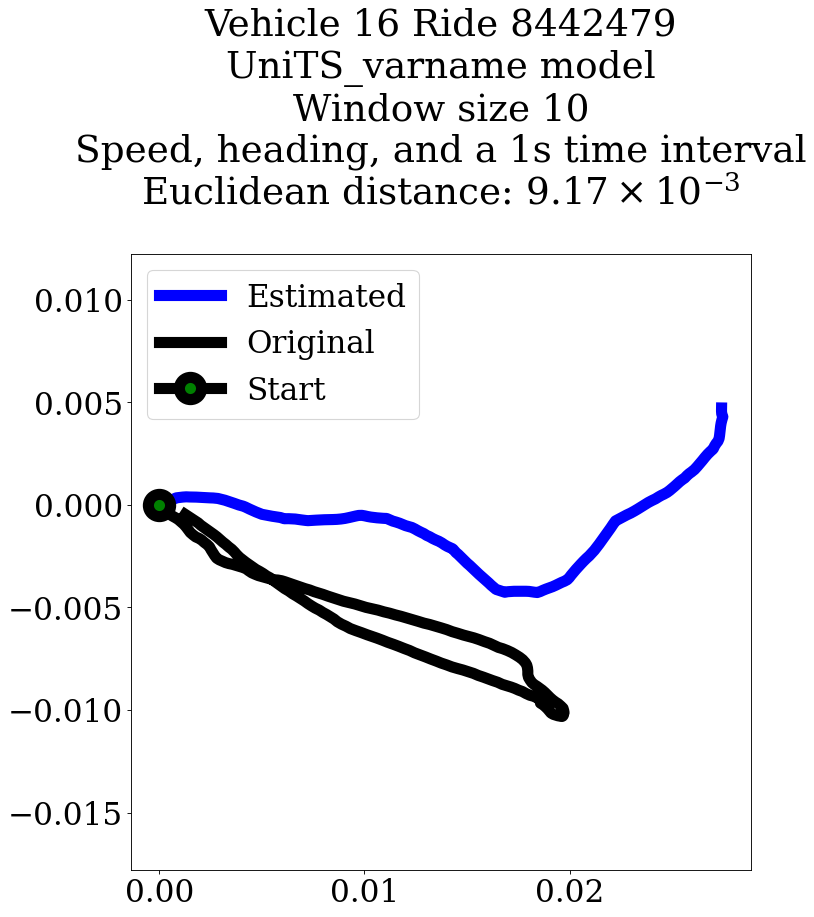 Vehicle 16 Ride 8442479
UniTS_varname model
Window size 10
Speed, heading, and a 1s time interval
Euclidean distance: 9.17 × 10⁻³
Estimated
Original
Start
0.010
0.005
0.000
−0.005
−0.010
−0.015
0.00 0.01 0.02